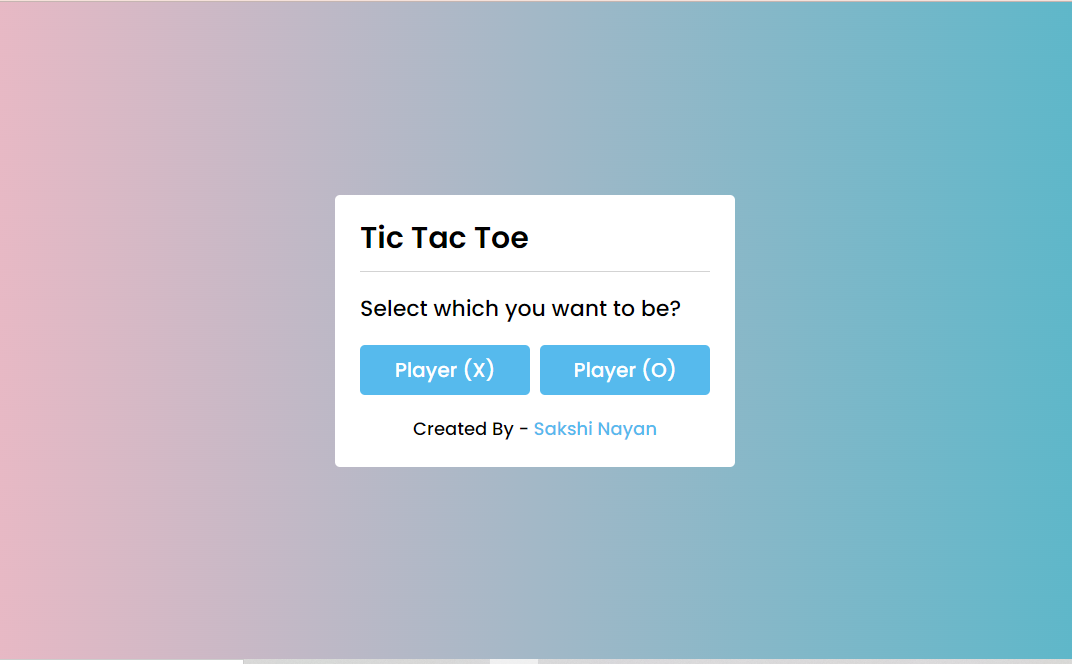 Tic Tac Toe
Select which you want to be?
Player (X) Player (O)
Created By - Sakshi Nayan